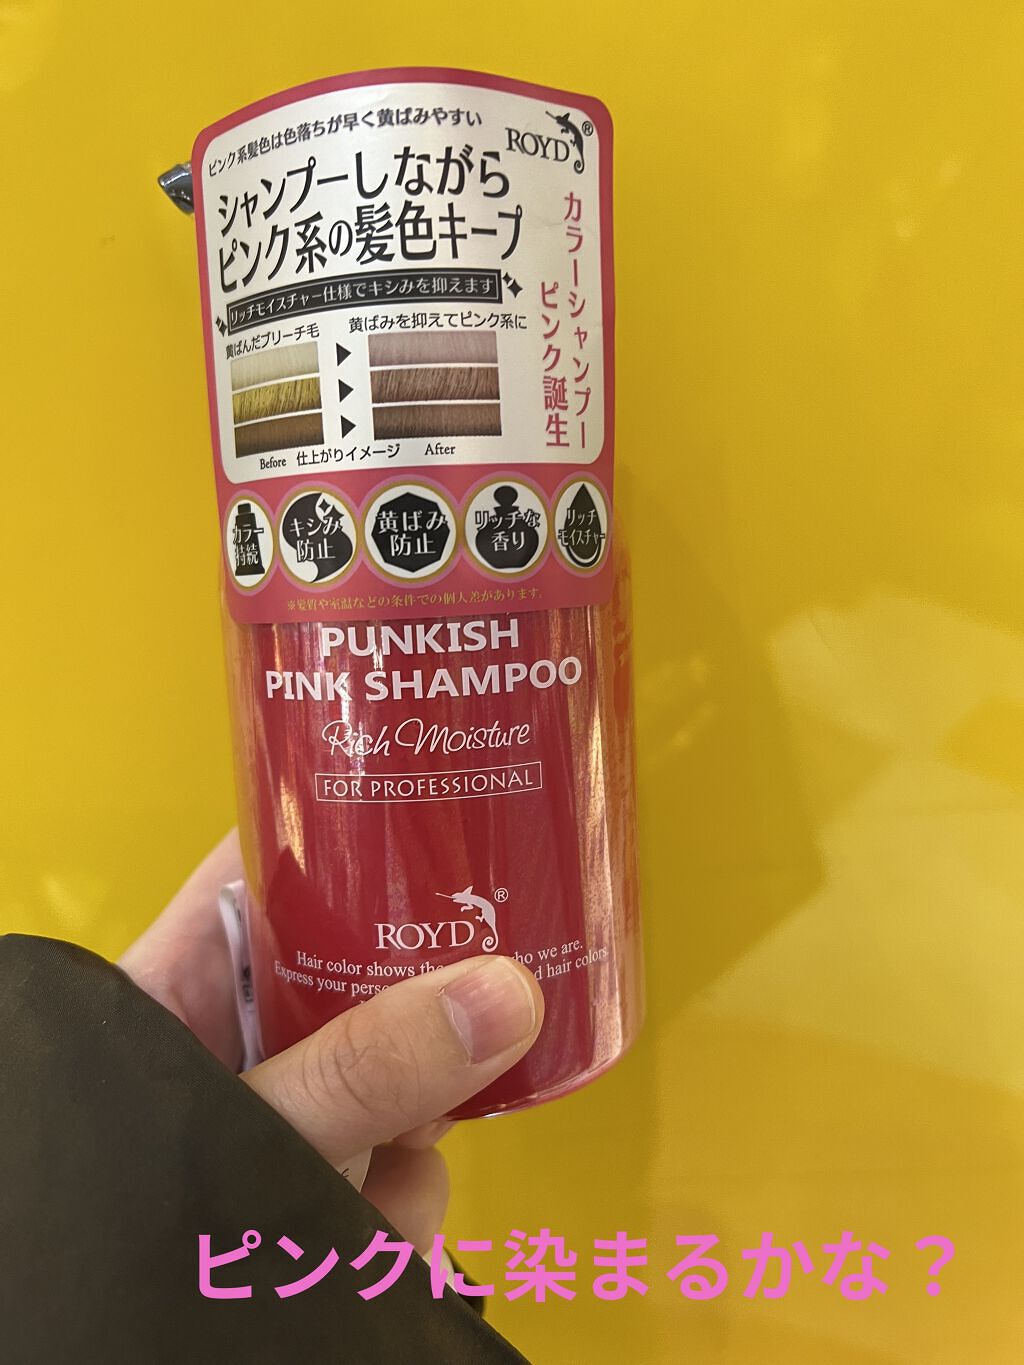 ピンク系髪色は色落ちが早く黄ばみやすい
ROYD®
シャンプーしながら
ピンク系の髪色キープ
カラーシャンプー
ピンク誕生
リッチモイスチャー仕様でキシみを抑えます
黄ばんだブリーチ毛
黄ばみを抑えてピンク系に
Before 仕上がりイメージ After
カラー
持続
キシみ
防止
黄ばみ
防止
リッチな
香り
リッチ
モイスチャー
※髪質や室温などの条件での個人差があります。
PUNKISH
PINK SHAMPOO
Rich Moisture
FOR PROFESSIONAL
ROYD®
Hair color shows who we are.
Express your hair colors
ピンクに染まるかな？